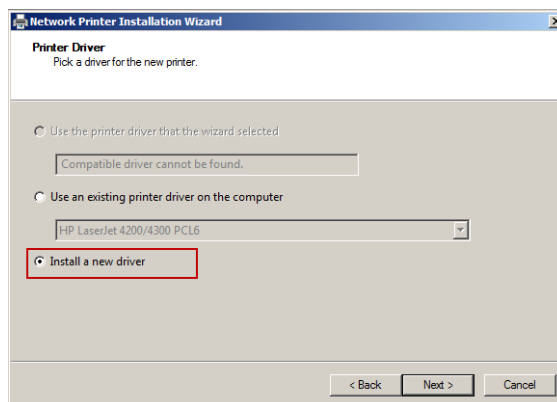 Network Printer Installation Wizard
Printer Driver
Pick a driver for the new printer.
Use the printer driver that the wizard selected
Compatible driver cannot be found.
Use an existing printer driver on the computer
HP LaserJet 4200/4300 PCL6
Install a new driver
< Back Next > Cancel